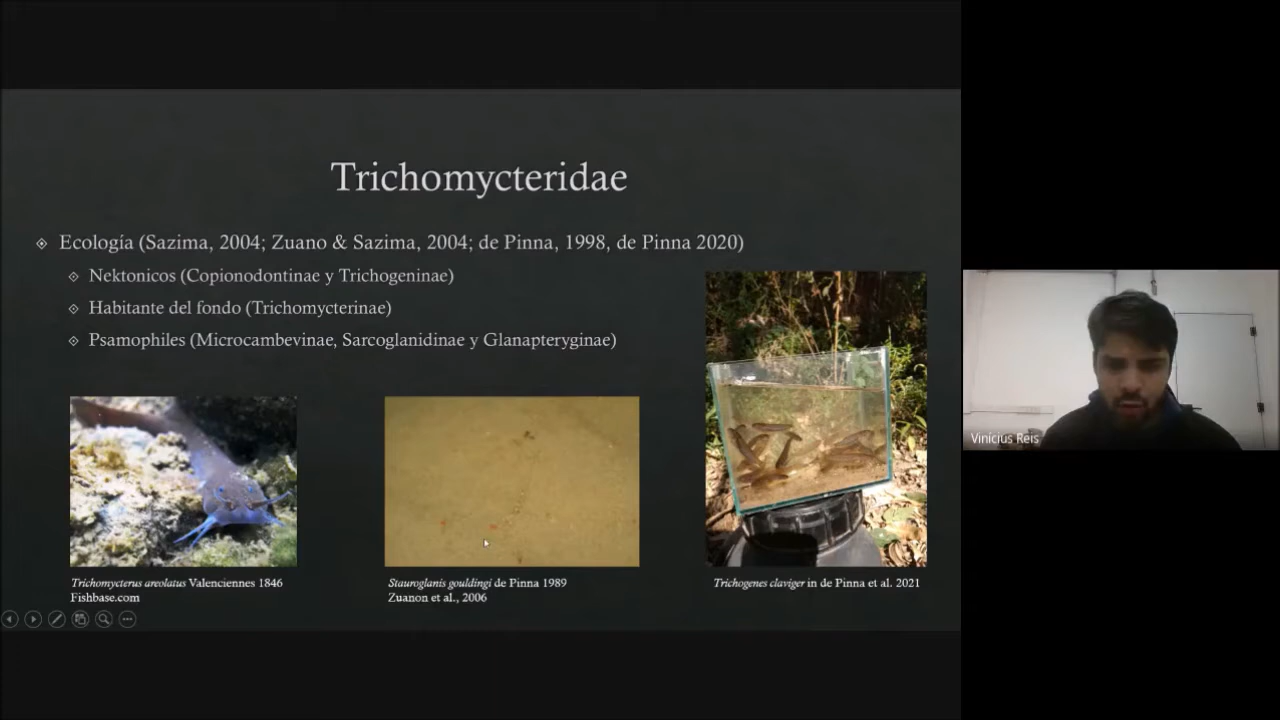 Trichomycteridae
Ecología (Sazima, 2004; Zuano & Sazima, 2004; de Pinna, 1998, de Pinna 2020)
Nektonicos (Copionodontinae y Trichogeninae)
Habitante del fondo (Trichomycterinae)
Psamophiles (Microcambevinae, Sarcoglanidinae y Glanapteryginae)
Trichomycterus areolatus Valenciennes 1846
Fishbase.com
Stauroglanis gouldingi de Pinna 1989
Zuanon et al., 2006
Trichogenes claviger in de Pinna et al. 2021
Vinícius Reis